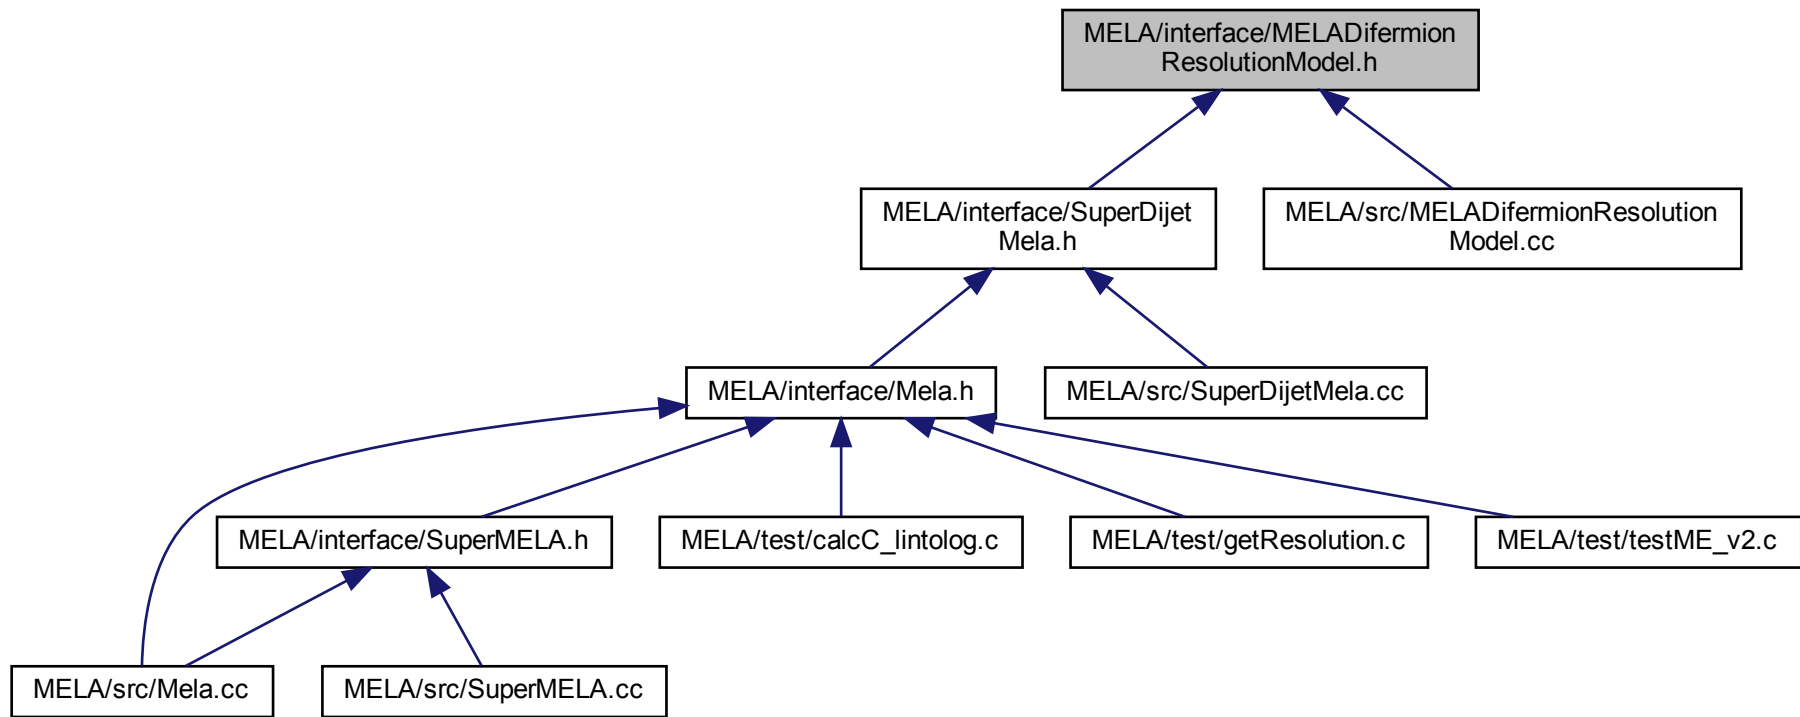 MELA/interface/MELADifermion
ResolutionModel.h
MELA/interface/SuperDijet
Mela.h
MELA/src/MELADifermionResolution
Model.cc
MELA/interface/Mela.h
MELA/src/SuperDijetMela.cc
MELA/interface/SuperMELA.h
MELA/test/calcC_lintolog.c
MELA/test/getResolution.c
MELA/test/testME_v2.c
MELA/src/Mela.cc
MELA/src/SuperMELA.cc